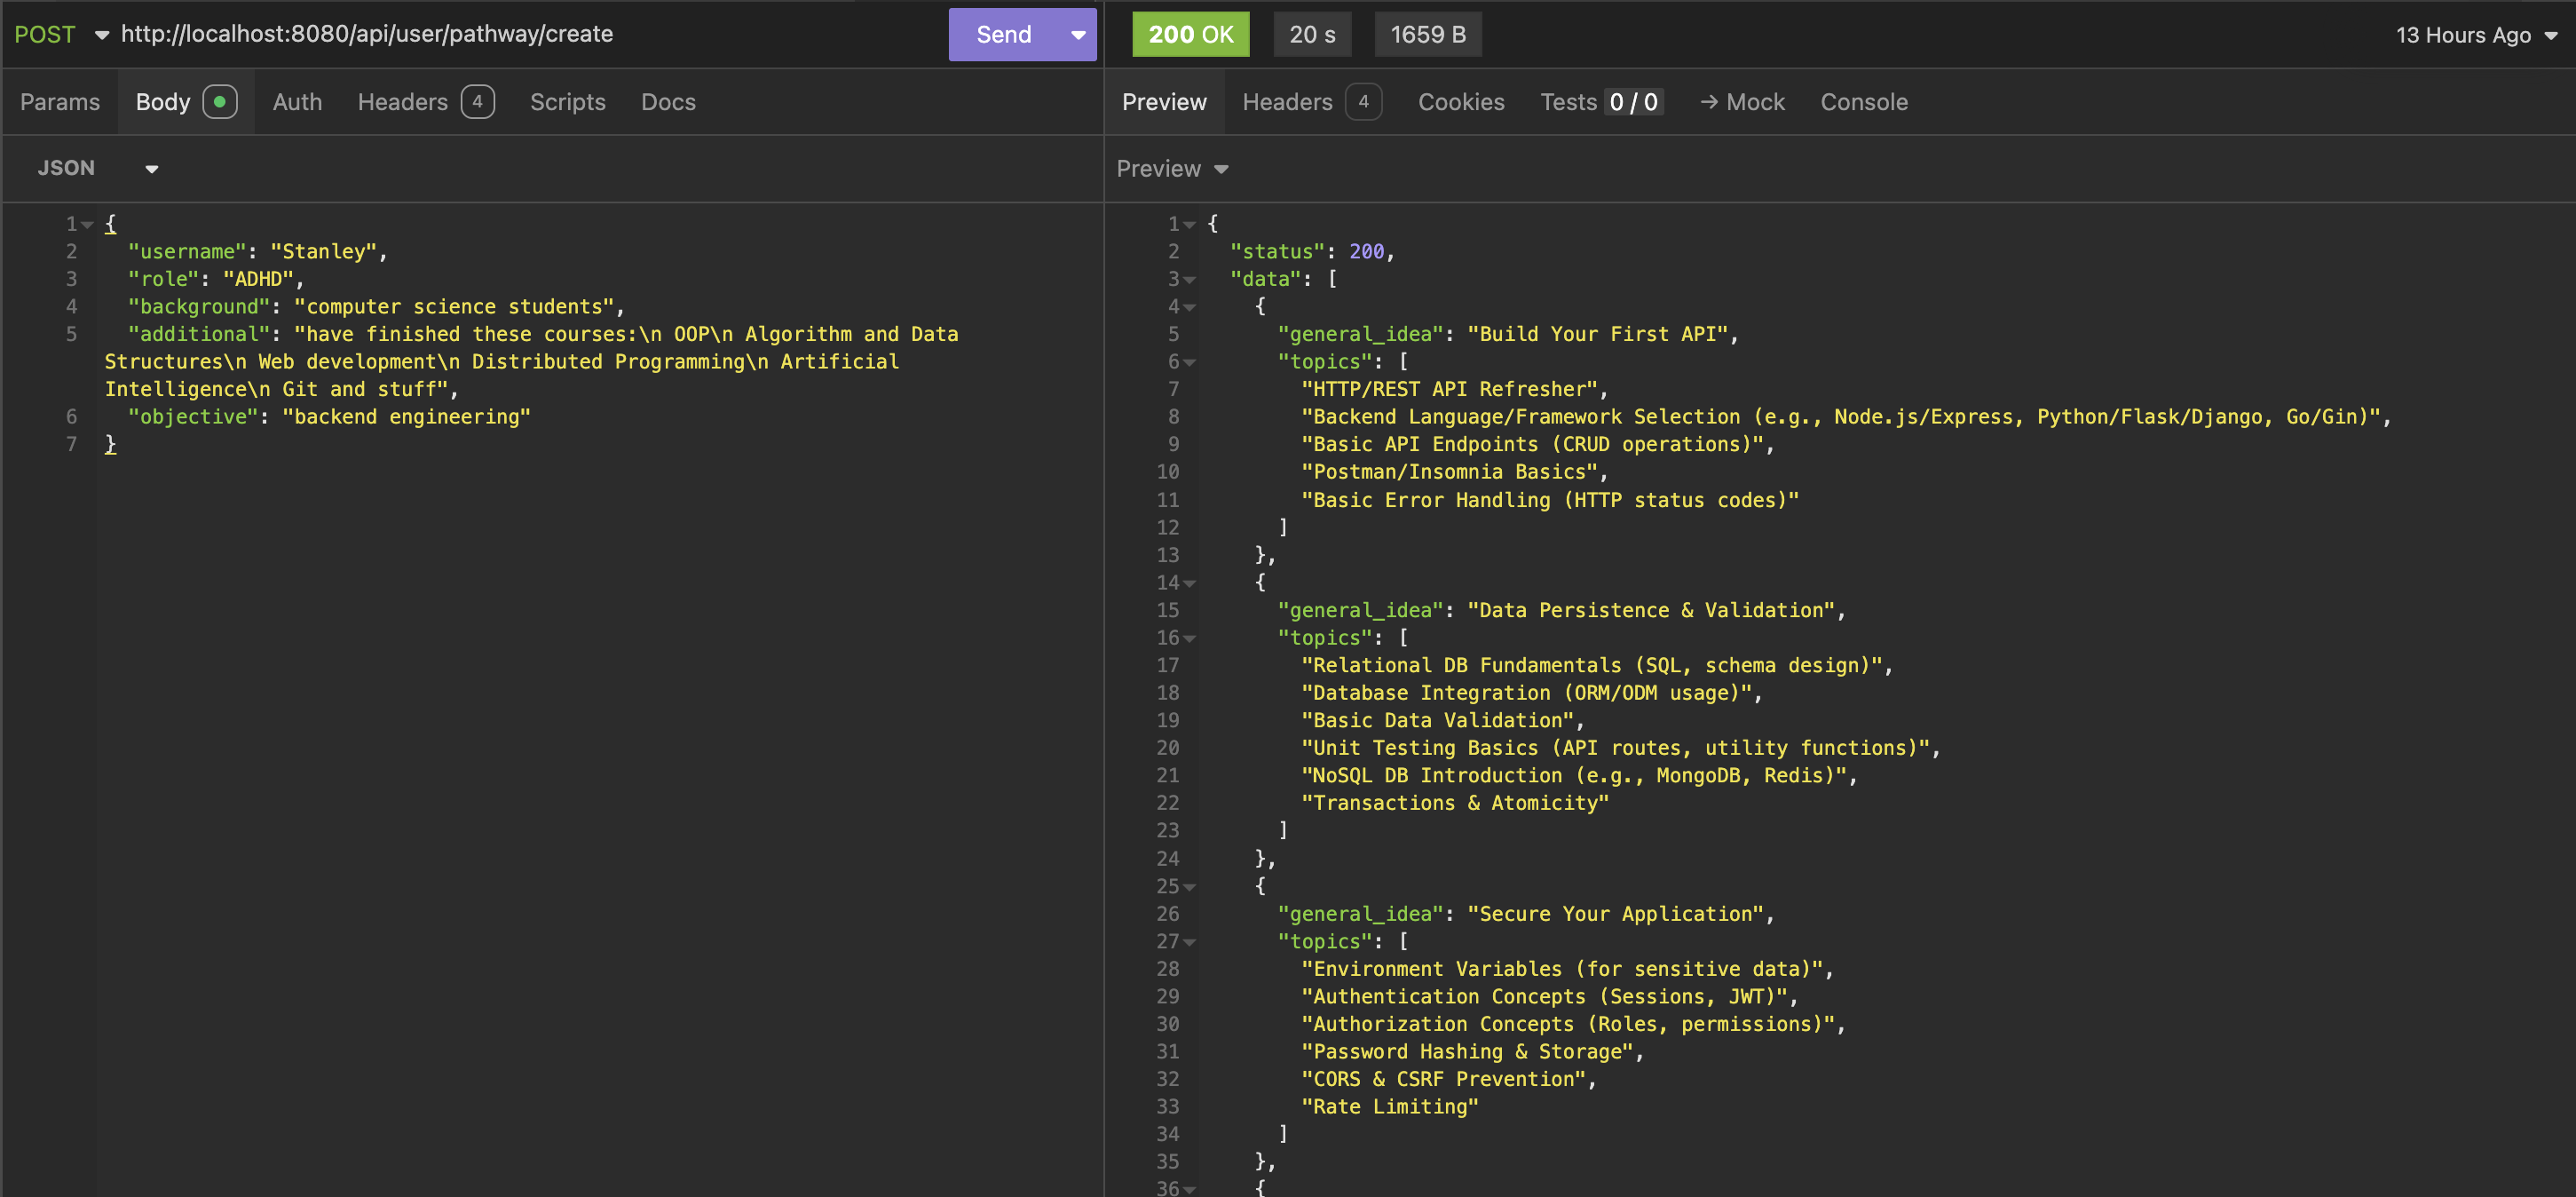 POST http://localhost:8080/api/user/pathway/create Send 200 OK 20 s 1659 B 13 Hours Ago
Params Body Auth Headers 4 Scripts Docs
Preview Headers 4 Cookies Tests 0 / 0 → Mock Console
JSON
Preview
1 {
2 "username": "Stanley",
3 "role": "ADHD",
4 "background": "computer science students",
5 "additional": "have finished these courses:\n OOP\n Algorithm and Data
Structures\n Web development\n Distributed Programming\n Artificial
Intelligence\n Git and stuff",
6 "objective": "backend engineering"
7 }
1 {
2 "status": 200,
3 "data": [
4 {
5 "general_idea": "Build Your First API",
6 "topics": [
7 "HTTP/REST API Refresher",
8 "Backend Language/Framework Selection (e.g., Node.js/Express, Python/Flask/Django, Go/Gin)",
9 "Basic API Endpoints (CRUD operations)",
10 "Postman/Insomnia Basics",
11 "Basic Error Handling (HTTP status codes)"
12 ]
13 },
14 {
15 "general_idea": "Data Persistence & Validation",
16 "topics": [
17 "Relational DB Fundamentals (SQL, schema design)",
18 "Database Integration (ORM/ODM usage)",
19 "Basic Data Validation",
20 "Unit Testing Basics (API routes, utility functions)",
21 "NoSQL DB Introduction (e.g., MongoDB, Redis)",
22 "Transactions & Atomicity"
23 ]
24 },
25 {
26 "general_idea": "Secure Your Application",
27 "topics": [
28 "Environment Variables (for sensitive data)",
29 "Authentication Concepts (Sessions, JWT)",
30 "Authorization Concepts (Roles, permissions)",
31 "Password Hashing & Storage",
32 "CORS & CSRF Prevention",
33 "Rate Limiting"
34 ]
35 },
36 {